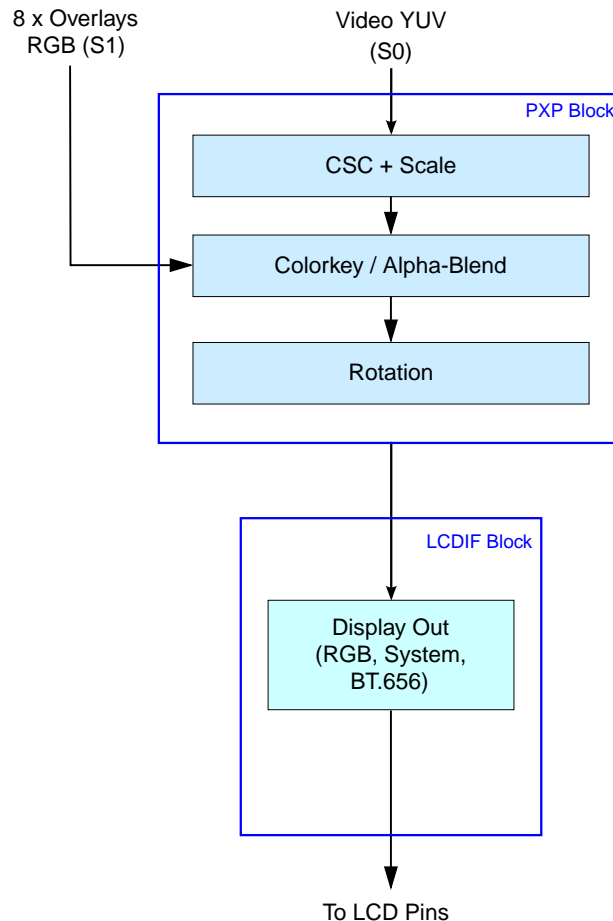 8 x Overlays
RGB (S1)
Video YUV
(S0)
PXP Block
CSC + Scale
Colorkey / Alpha-Blend
Rotation
LCDIF Block
Display Out
(RGB, System,
BT.656)
To LCD Pins